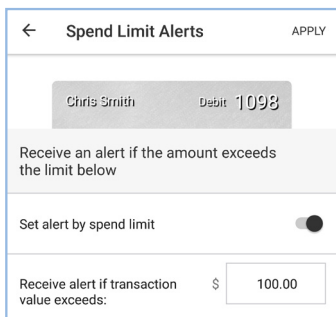 Spend Limit Alerts APPLY
Chris Smith Debit 1098
Receive an alert if the amount exceeds
the limit below
Set alert by spend limit
Receive alert if transaction $ 100.00
value exceeds: